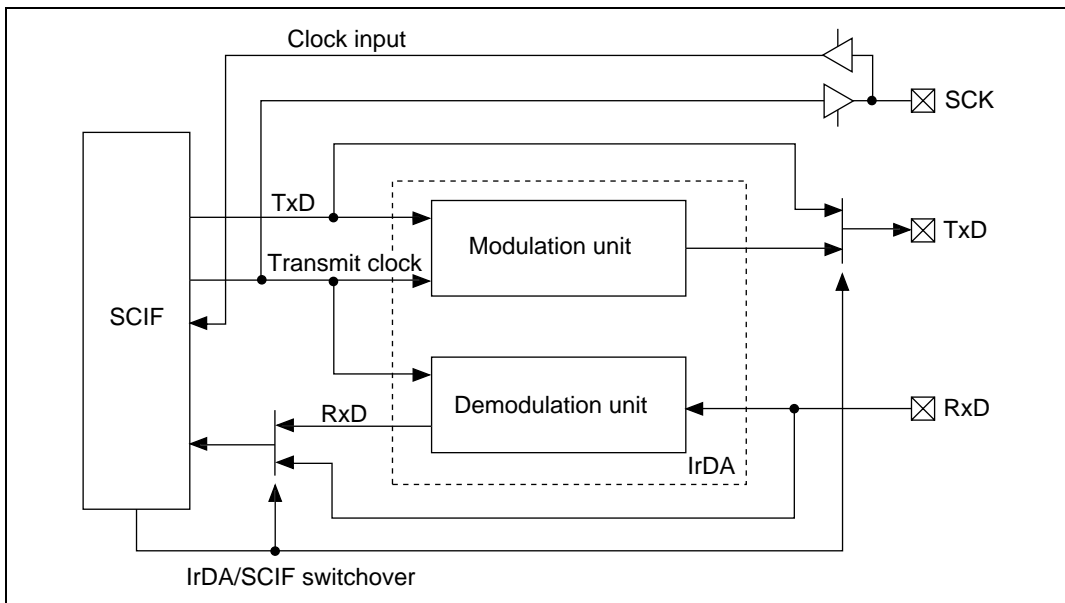 Clock input
SCK
TxD
Modulation unit
TxD
Transmit clock
SCIF
Demodulation unit
RxD
RxD
IrDA
IrDA/SCIF switchover